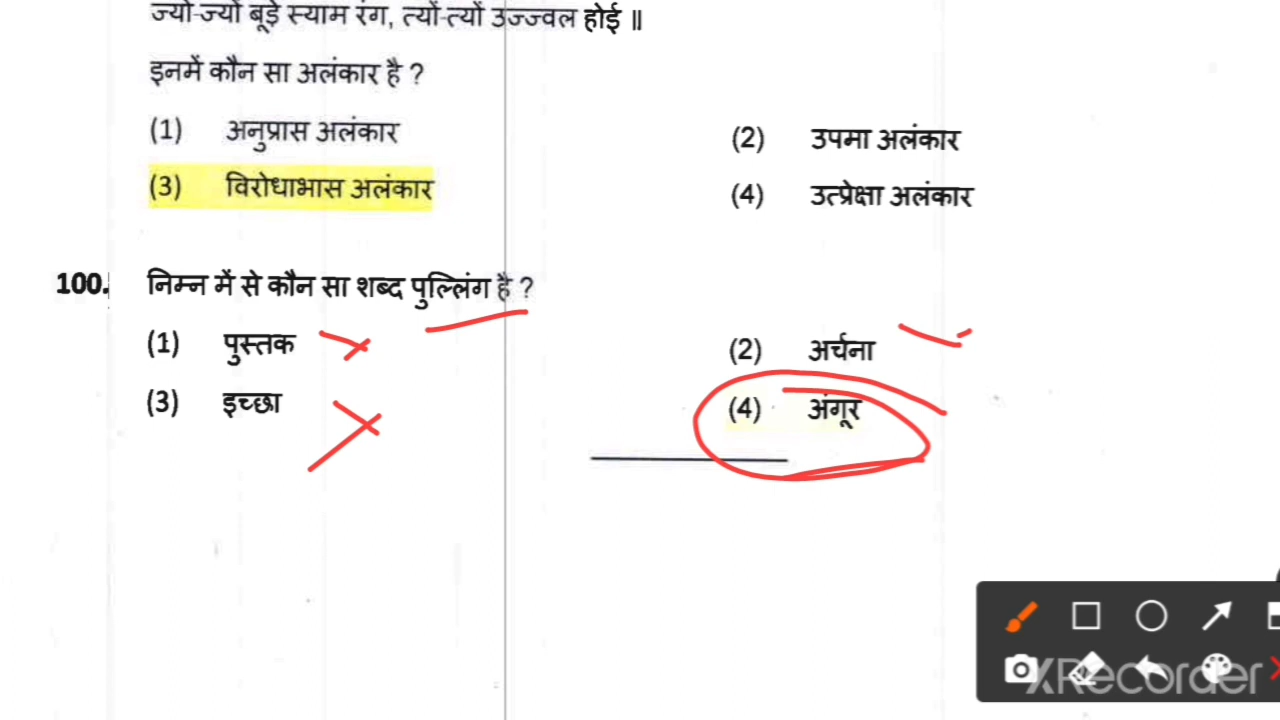 ज्यों-ज्यों बूड़े स्याम रंग, त्यों-त्यों उज्ज्वल होई ॥
इनमें कौन सा अलंकार है ?
(1) अनुप्रास अलंकार (2) उपमा अलंकार
(3) विरोधाभास अलंकार (4) उत्प्रेक्षा अलंकार
100. निम्न में से कौन सा शब्द पुल्लिंग है ?
(1) पुस्तक (2) अर्चना
(3) इच्छा (4) अंगूर
XRecorder